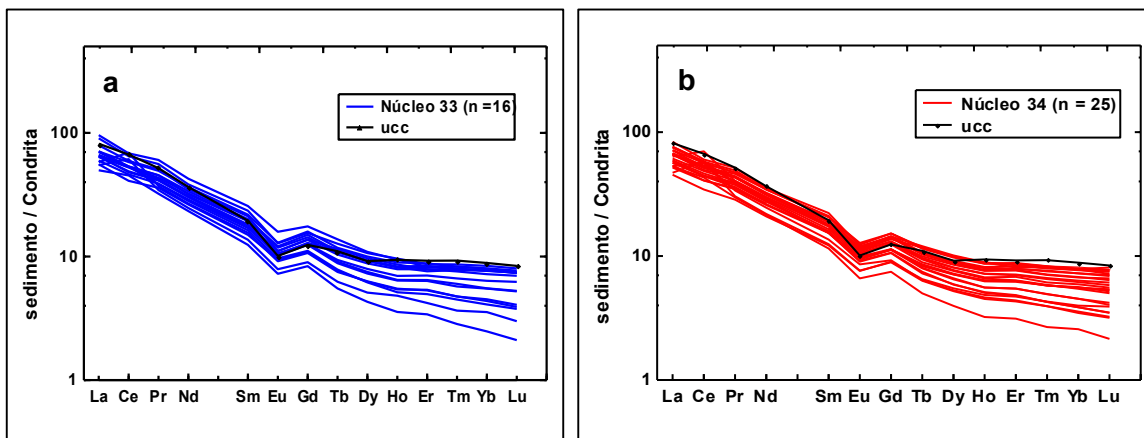 a
Núcleo 33 (n =16)
ucc
100
10
1
sedimento / Condrita
La Ce Pr Nd Sm Eu Gd Tb Dy Ho Er Tm Yb Lu
b
Núcleo 34 (n = 25)
ucc
100
10
1
sedimento / Condrita
La Ce Pr Nd Sm Eu Gd Tb Dy Ho Er Tm Yb Lu